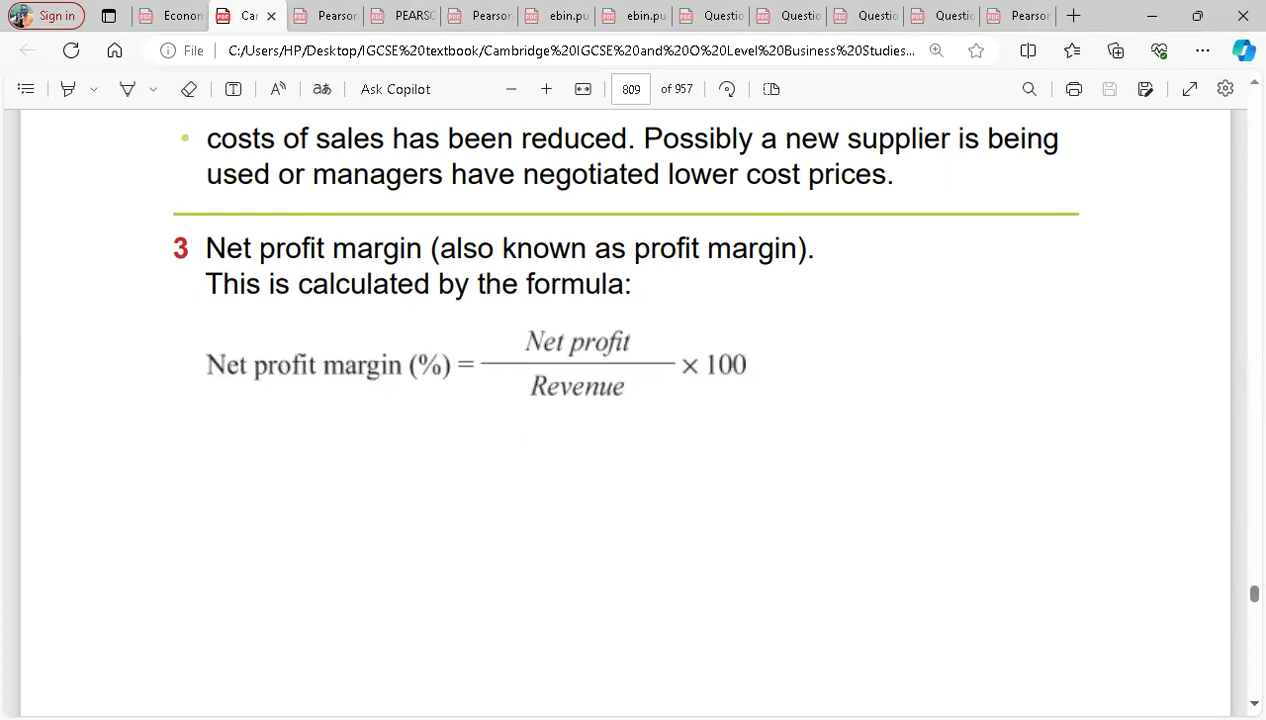 Sign in
Econon
Ca
Pearson
PEARSO
Pearson
ebin.pu
ebin.pu
Questio
Questio
Questio
Questio
Pearson
File
C:/Users/HP/Desktop/IGCSE%20textbook/Cambridge%20IGCSE%20and%20O%20Level%20Business%20Studies...
Ask Copilot
809 of 957
• costs of sales has been reduced. Possibly a new supplier is being
used or managers have negotiated lower cost prices.
3 Net profit margin (also known as profit margin).
This is calculated by the formula:
Net profit
Net profit margin (%) = × 100
Revenue